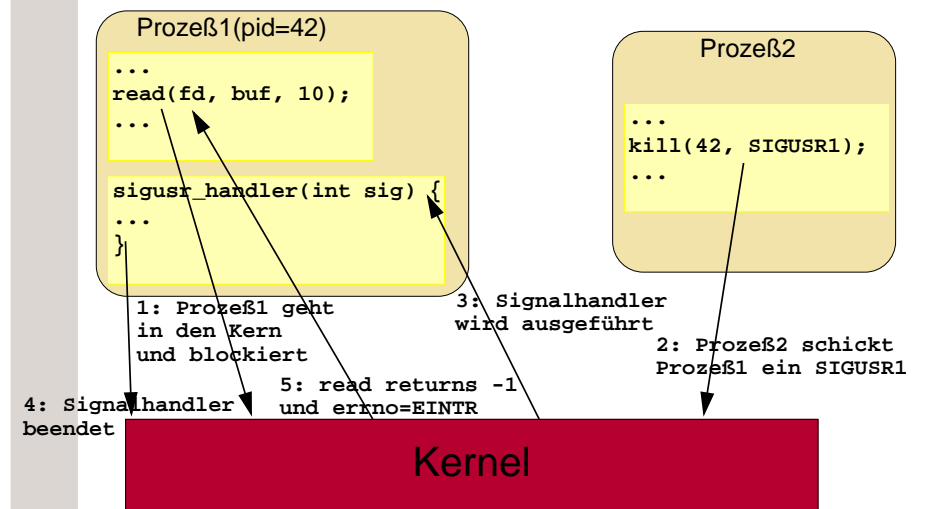 Prozeß1(pid=42)
...
read(fd, buf, 10);
...
sigusr_handler(int sig) {
...
}
Prozeß2
...
kill(42, SIGUSR1);
...
1: Prozeß1 geht
in den Kern
und blockiert
3: Signalhandler
wird ausgeführt
2: Prozeß2 schickt
Prozeß1 ein SIGUSR1
5: read returns -1
und errno=EINTR
4: Signalhandler
beendet
Kernel